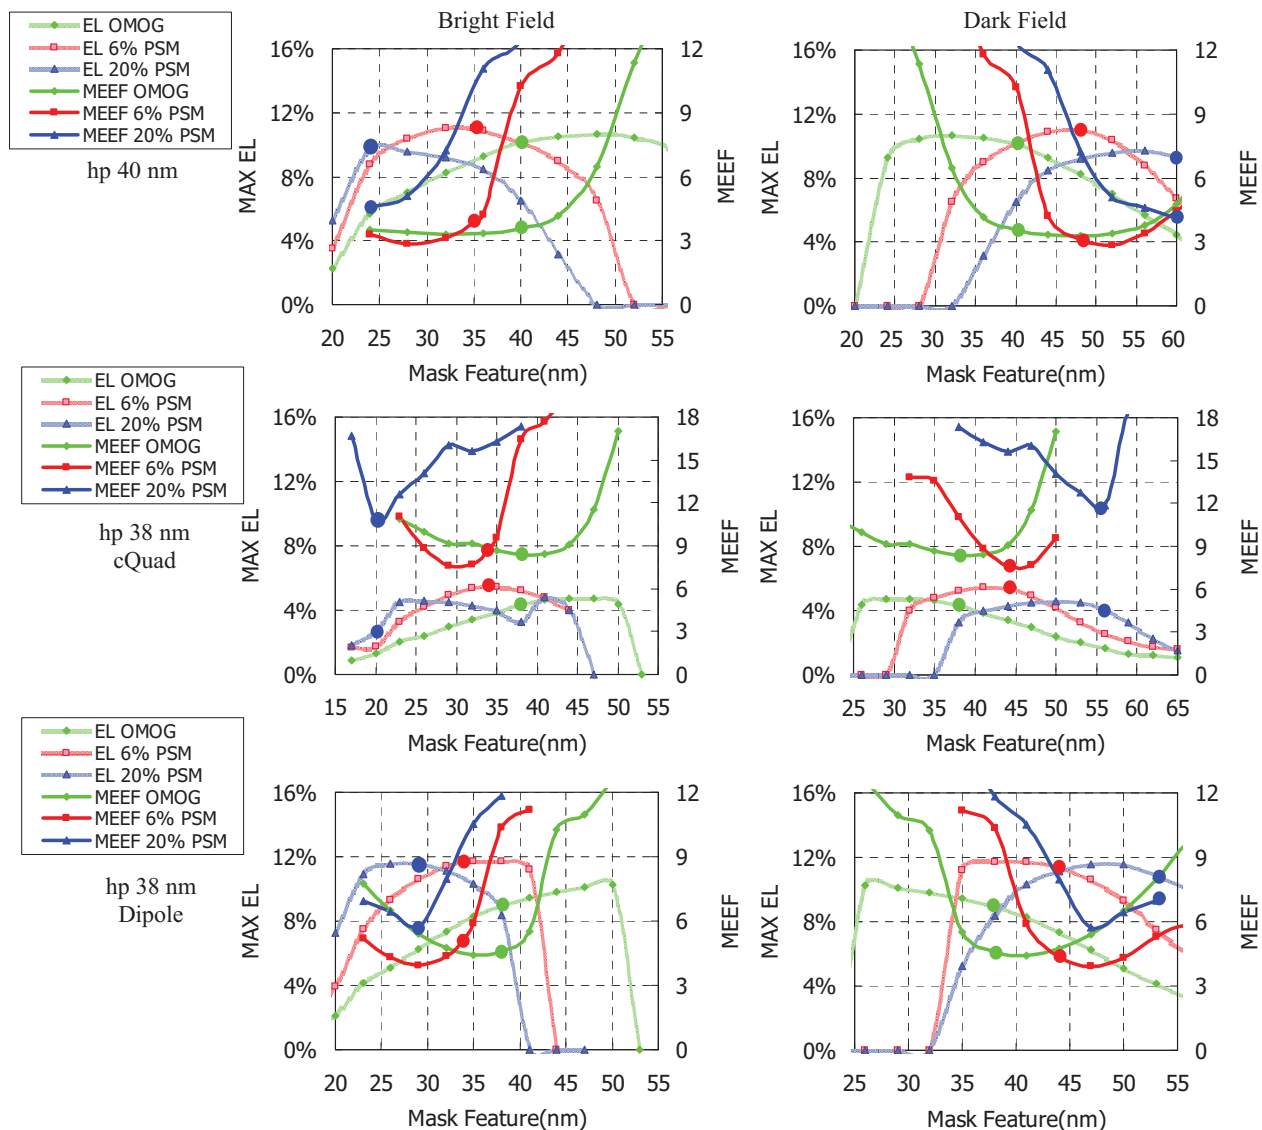 Bright Field
Dark Field
EL OMOG
EL 6% PSM
EL 20% PSM
MEEF OMOG
MEEF 6% PSM
MEEF 20% PSM
hp 40 nm
MAX EL
16%
12%
8%
4%
0%
12
9
6
3
0
MEEF
20 25 30 35 40 45 50 55
Mask Feature(nm)
MAX EL
16%
12%
8%
4%
0%
12
9
6
3
0
MEEF
20 25 30 35 40 45 50 55 60
Mask Feature(nm)
EL OMOG
EL 6% PSM
EL 20% PSM
MEEF OMOG
MEEF 6% PSM
MEEF 20% PSM
hp 38 nm
cQuad
MAX EL
16%
12%
8%
4%
0%
18
15
12
9
6
3
0
MEEF
15 20 25 30 35 40 45 50 55
Mask Feature(nm)
MAX EL
16%
12%
8%
4%
0%
18
15
12
9
6
3
0
MEEF
25 30 35 40 45 50 55 60 65
Mask Feature(nm)
EL OMOG
EL 6% PSM
EL 20% PSM
MEEF OMOG
MEEF 6% PSM
MEEF 20% PSM
hp 38 nm
Dipole
MAX EL
16%
12%
8%
4%
0%
12
9
6
3
0
MEEF
20 25 30 35 40 45 50 55
Mask Feature(nm)
MAX EL
16%
12%
8%
4%
0%
12
9
6
3
0
MEEF
25 30 35 40 45 50 55
Mask Feature(nm)